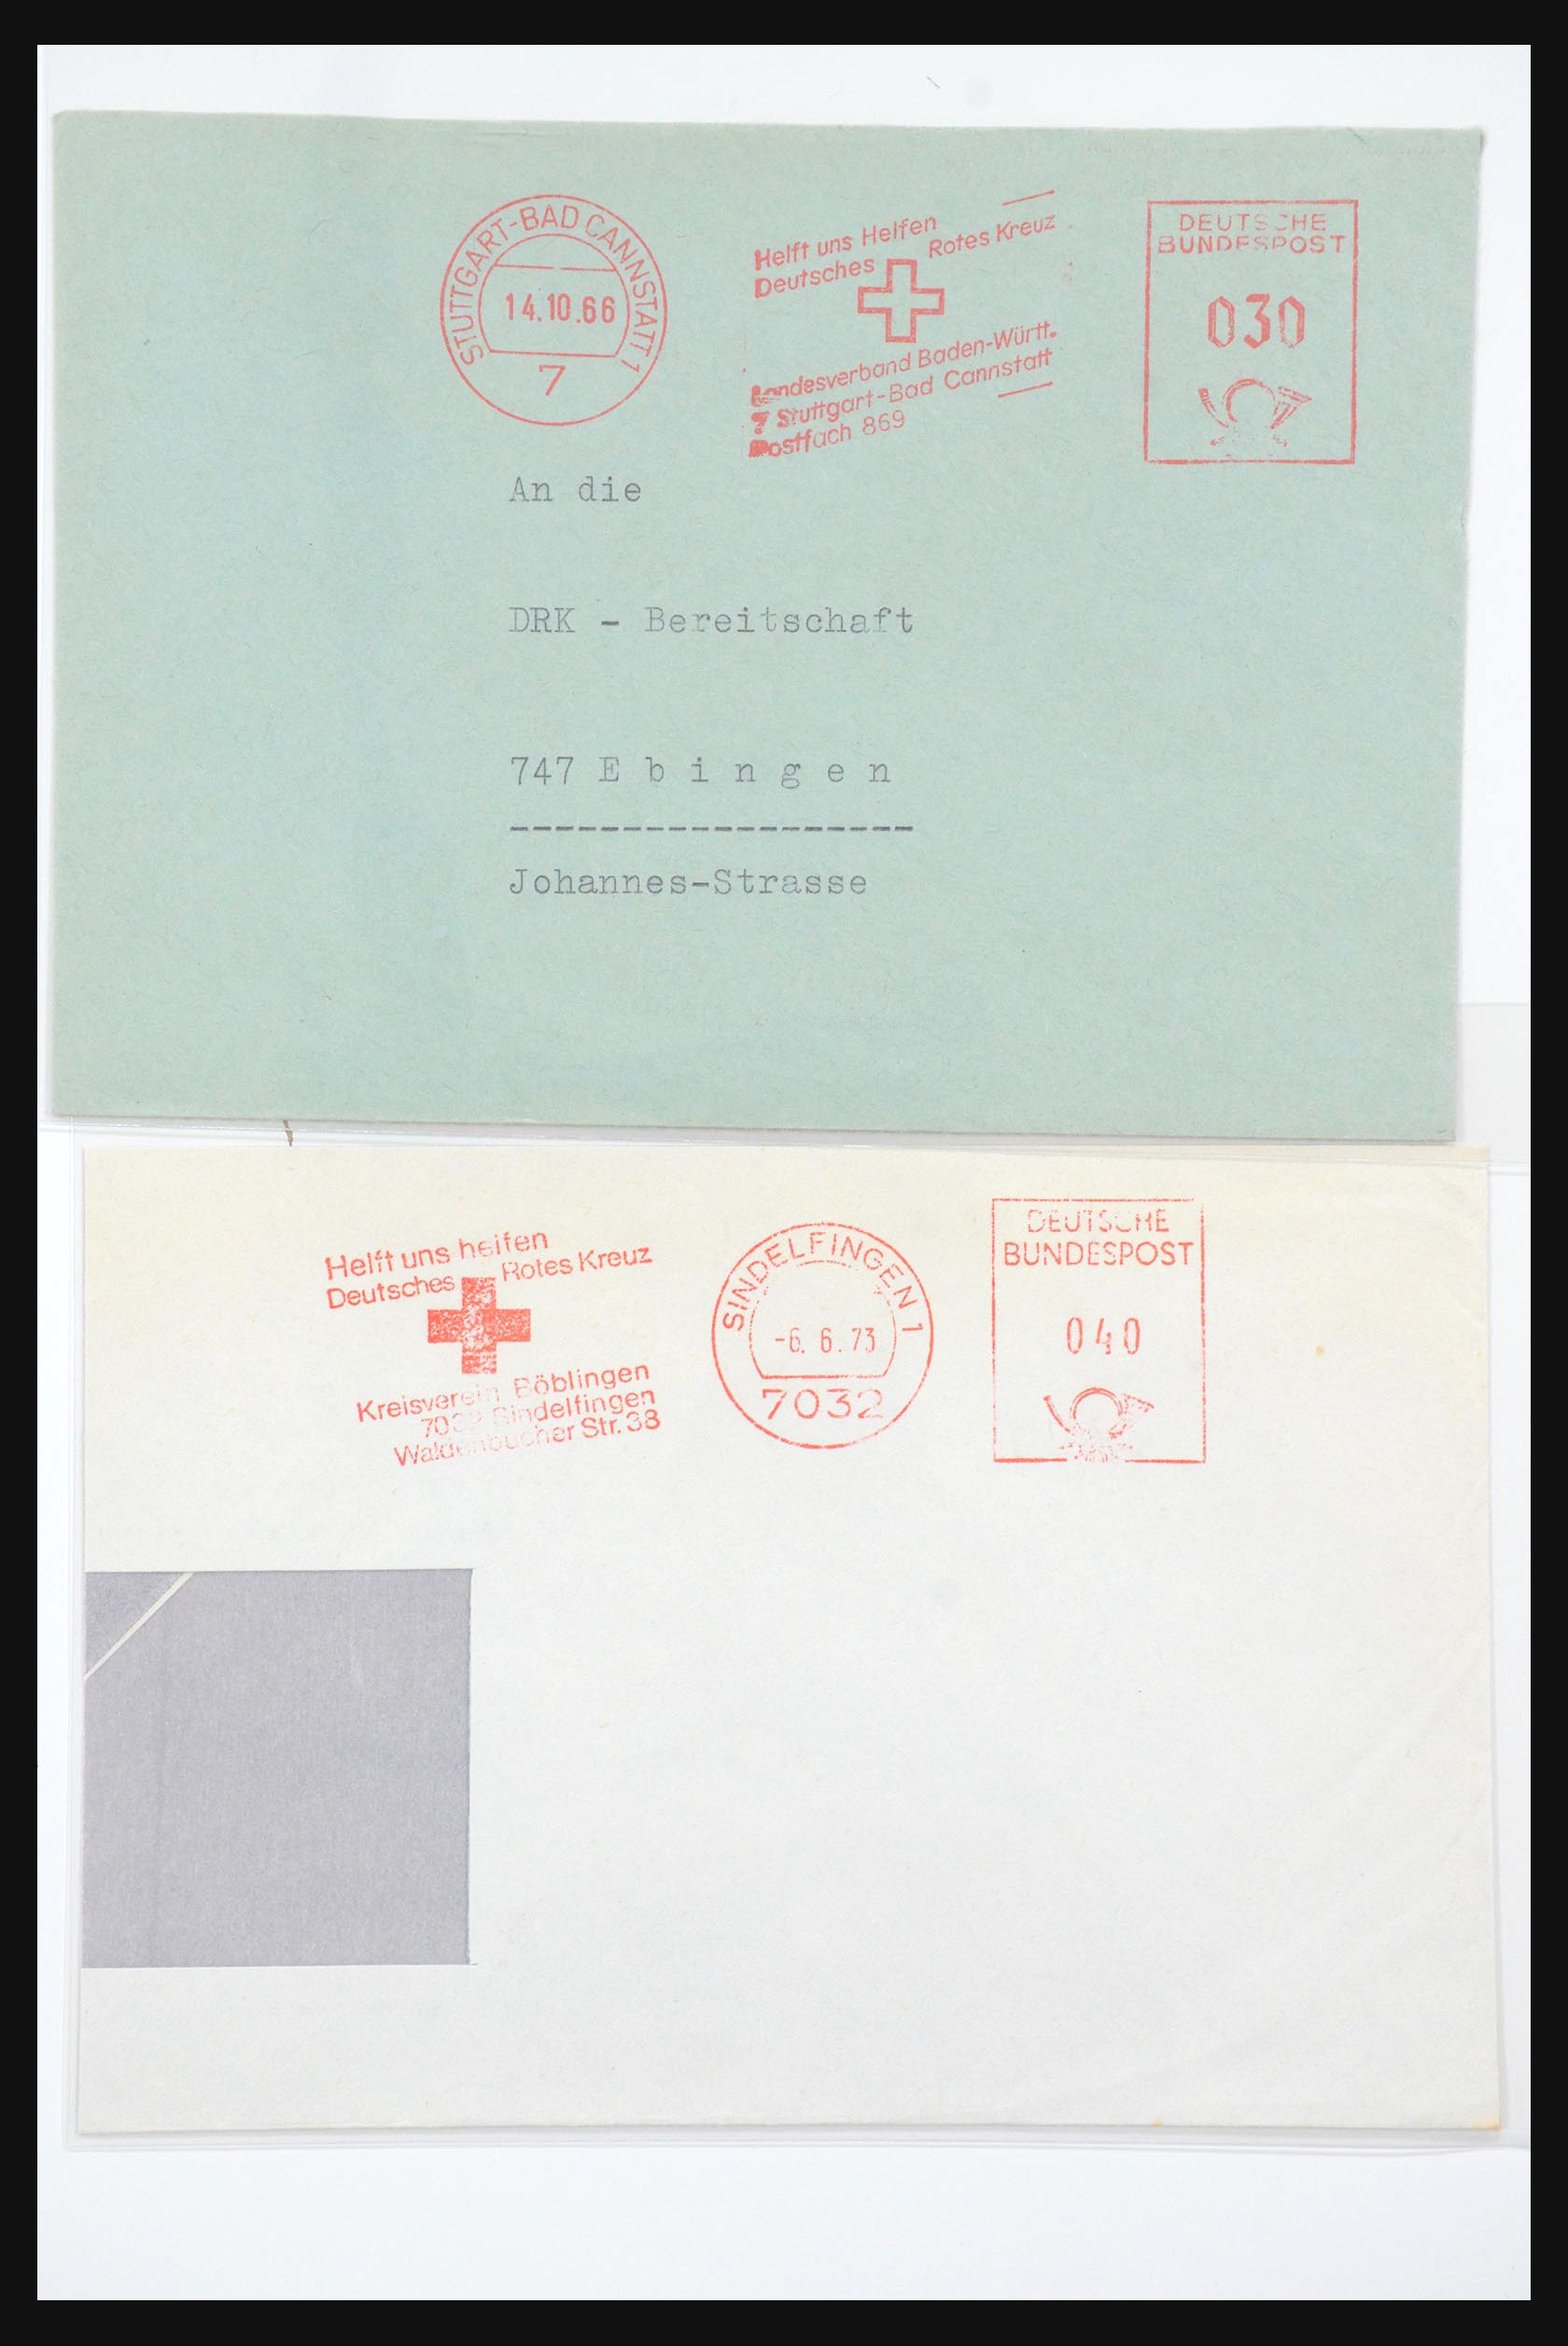 STUTTGART-BAD CANNSTATT 1
14.10.66
7
Helft uns Helfen
Deutsches Rotes Kreuz
Landesverband Baden-Württ.
7 Stuttgart-Bad Cannstatt
Postfach 869
DEUTSCHE
BUNDESPOST
030
An die
DRK - Bereitschaft
747 E b i n g e n
------------------
Johannes-Strasse
Helft uns helfen
Deutsches Rotes Kreuz
Kreisverein Böblingen
7032 Sindelfingen
Waldenbucher Str. 38
SINDELFINGEN 1
-6. 6. 73
7032
DEUTSCHE
BUNDESPOST
040